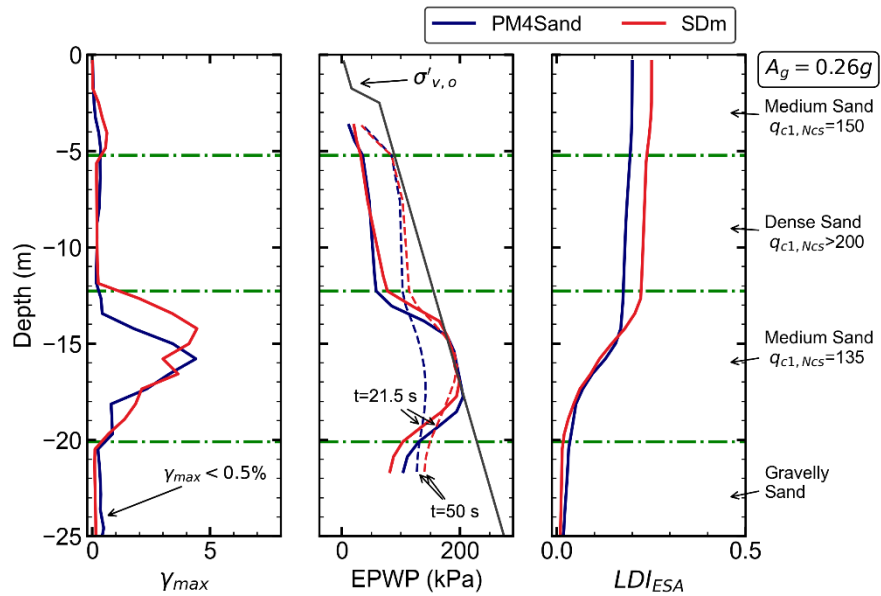 PM4Sand SDm
σ'v,o
A_g = 0.26g
Medium Sand
q_c1,Ncs=150
Dense Sand
q_c1,Ncs>200
Medium Sand
q_c1,Ncs=135
Gravelly
Sand
t=21.5 s
t=50 s
γ_max < 0.5%
Depth (m)
0
−5
−10
−15
−20
−25
0 5
γ_max
0 200
EPWP (kPa)
0.0 0.5
LDI_ESA